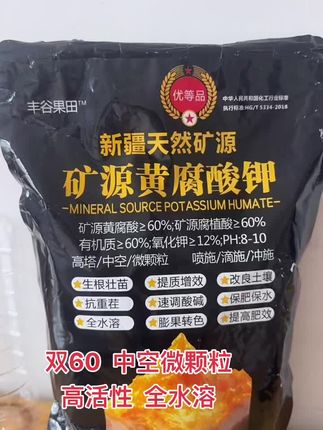 优等品
丰谷果田™
中华人民共和国化工行业标准
执行标准:HG/T 5334-2018
新疆天然矿源
矿源黄腐酸钾
MINERAL SOURCE POTASSIUM HUMATE
矿源黄腐酸≥60%;矿源腐植酸≥60%
有机质≥60%;氧化钾≥12%,PH:8-10
高塔/中空/微颗粒 喷施/滴施/冲施
★生根壮苗 ★提质增效 ★改良土壤
★抗重茬 ★速调酸碱 ★保肥保水
★全水溶 ★膨果转色 ★提高肥效
双60 中空微颗粒
高活性 全水溶